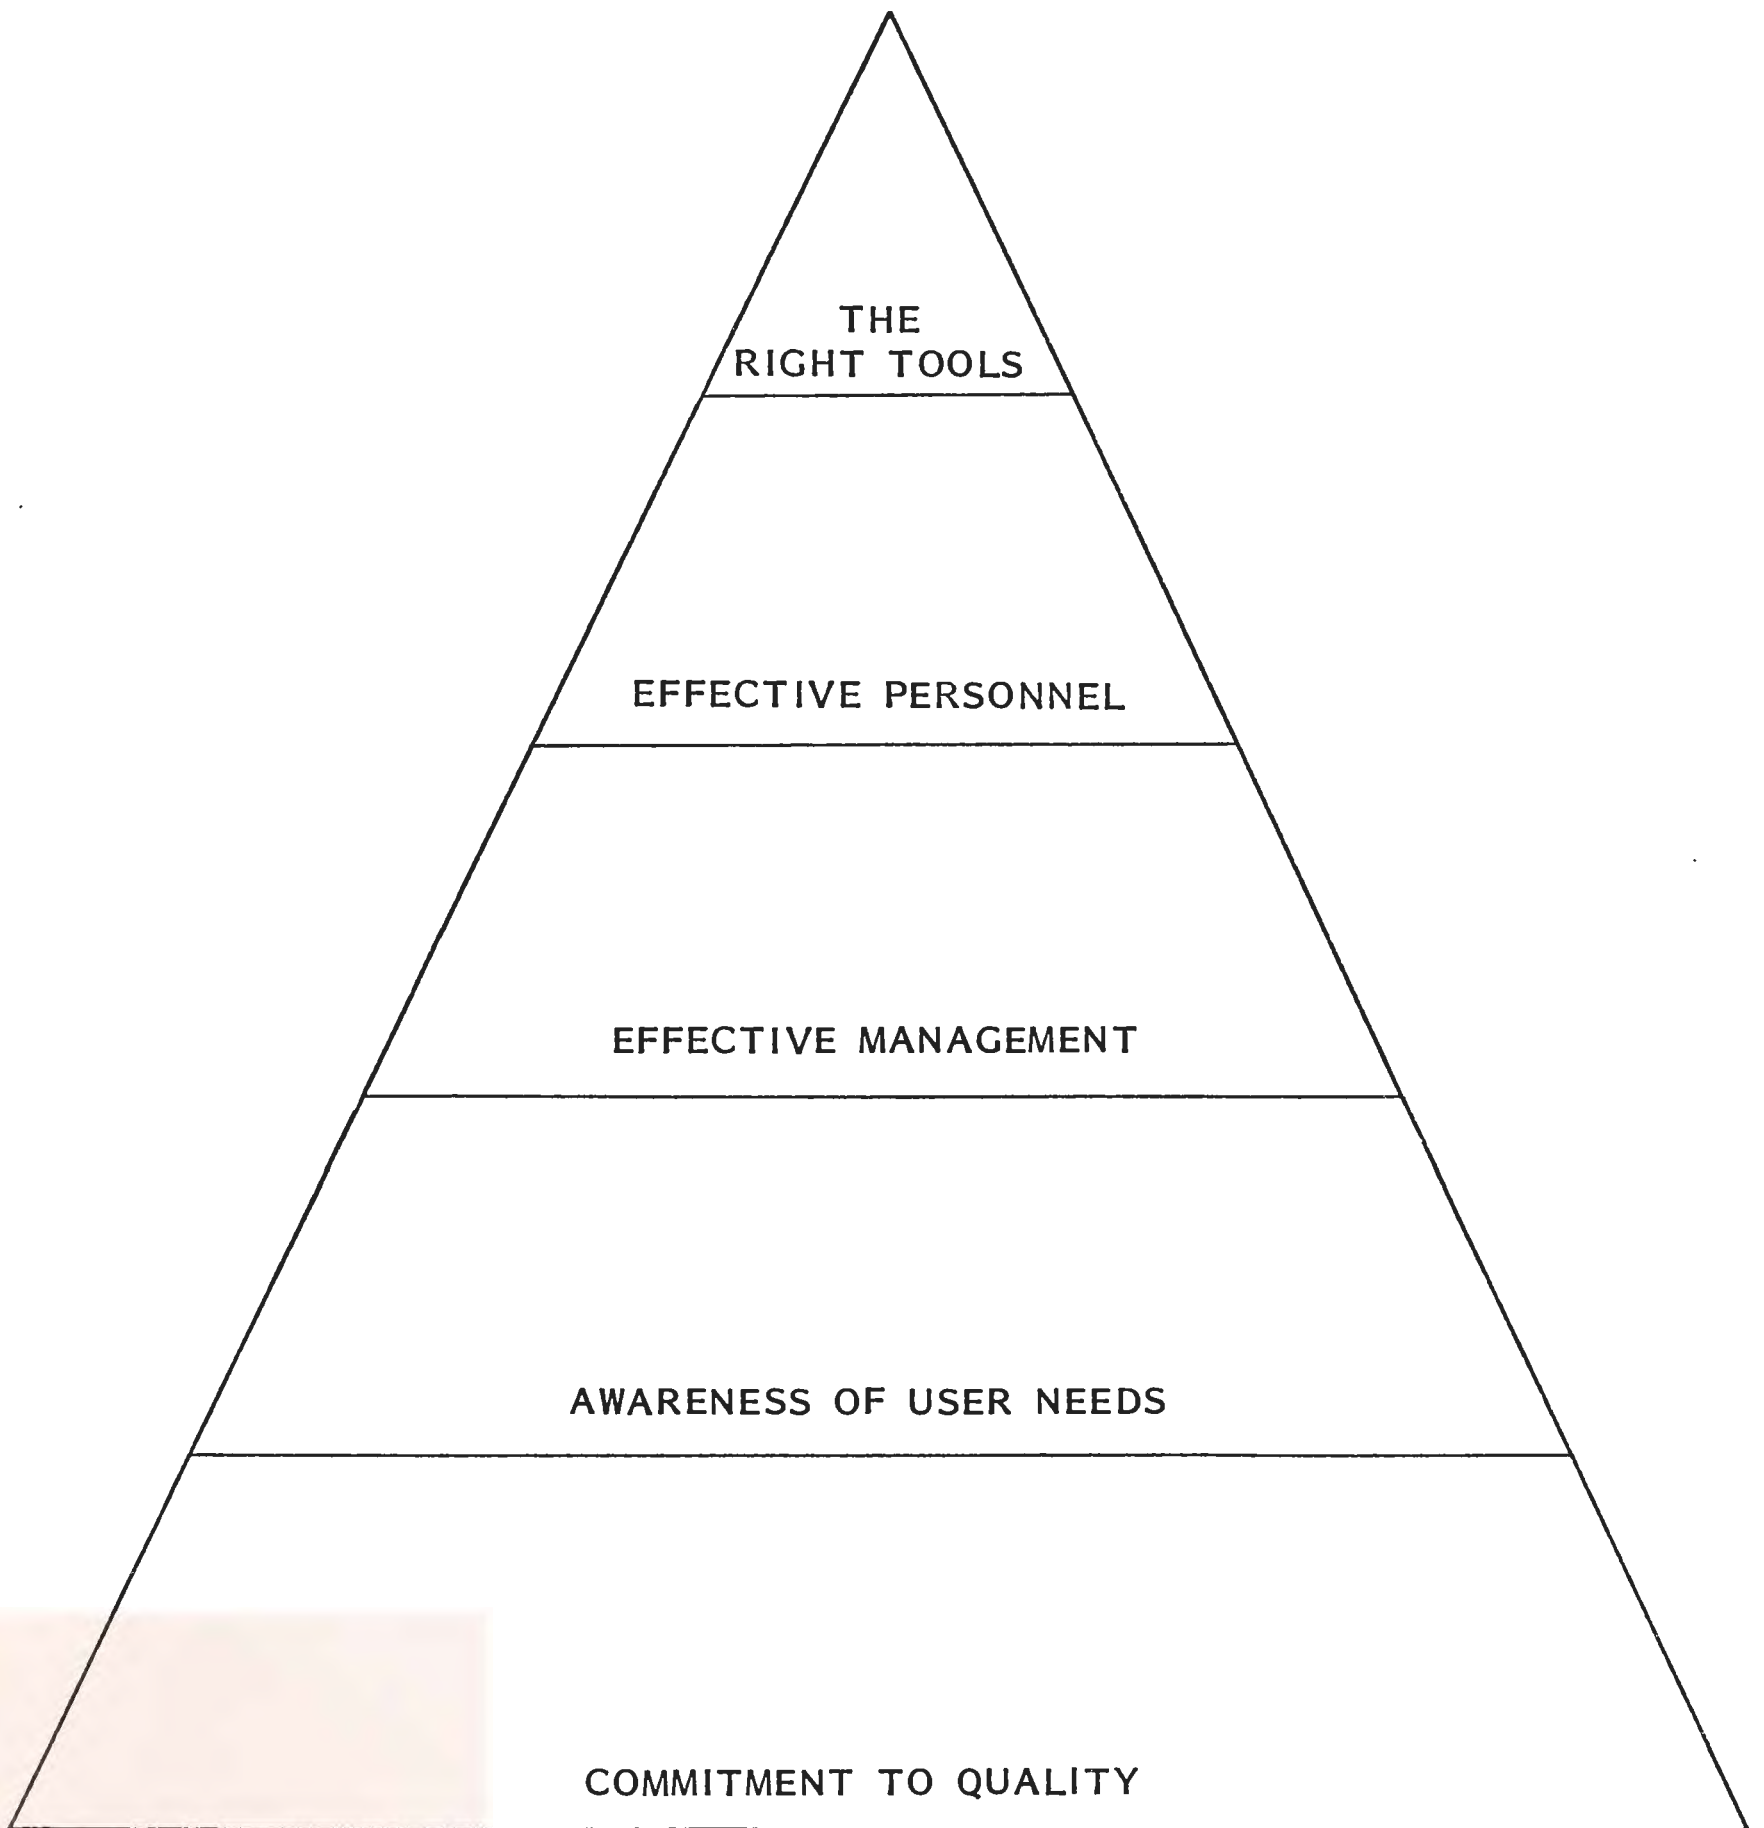 THE
RIGHT TOOLS
EFFECTIVE PERSONNEL
EFFECTIVE MANAGEMENT
AWARENESS OF USER NEEDS
COMMITMENT TO QUALITY